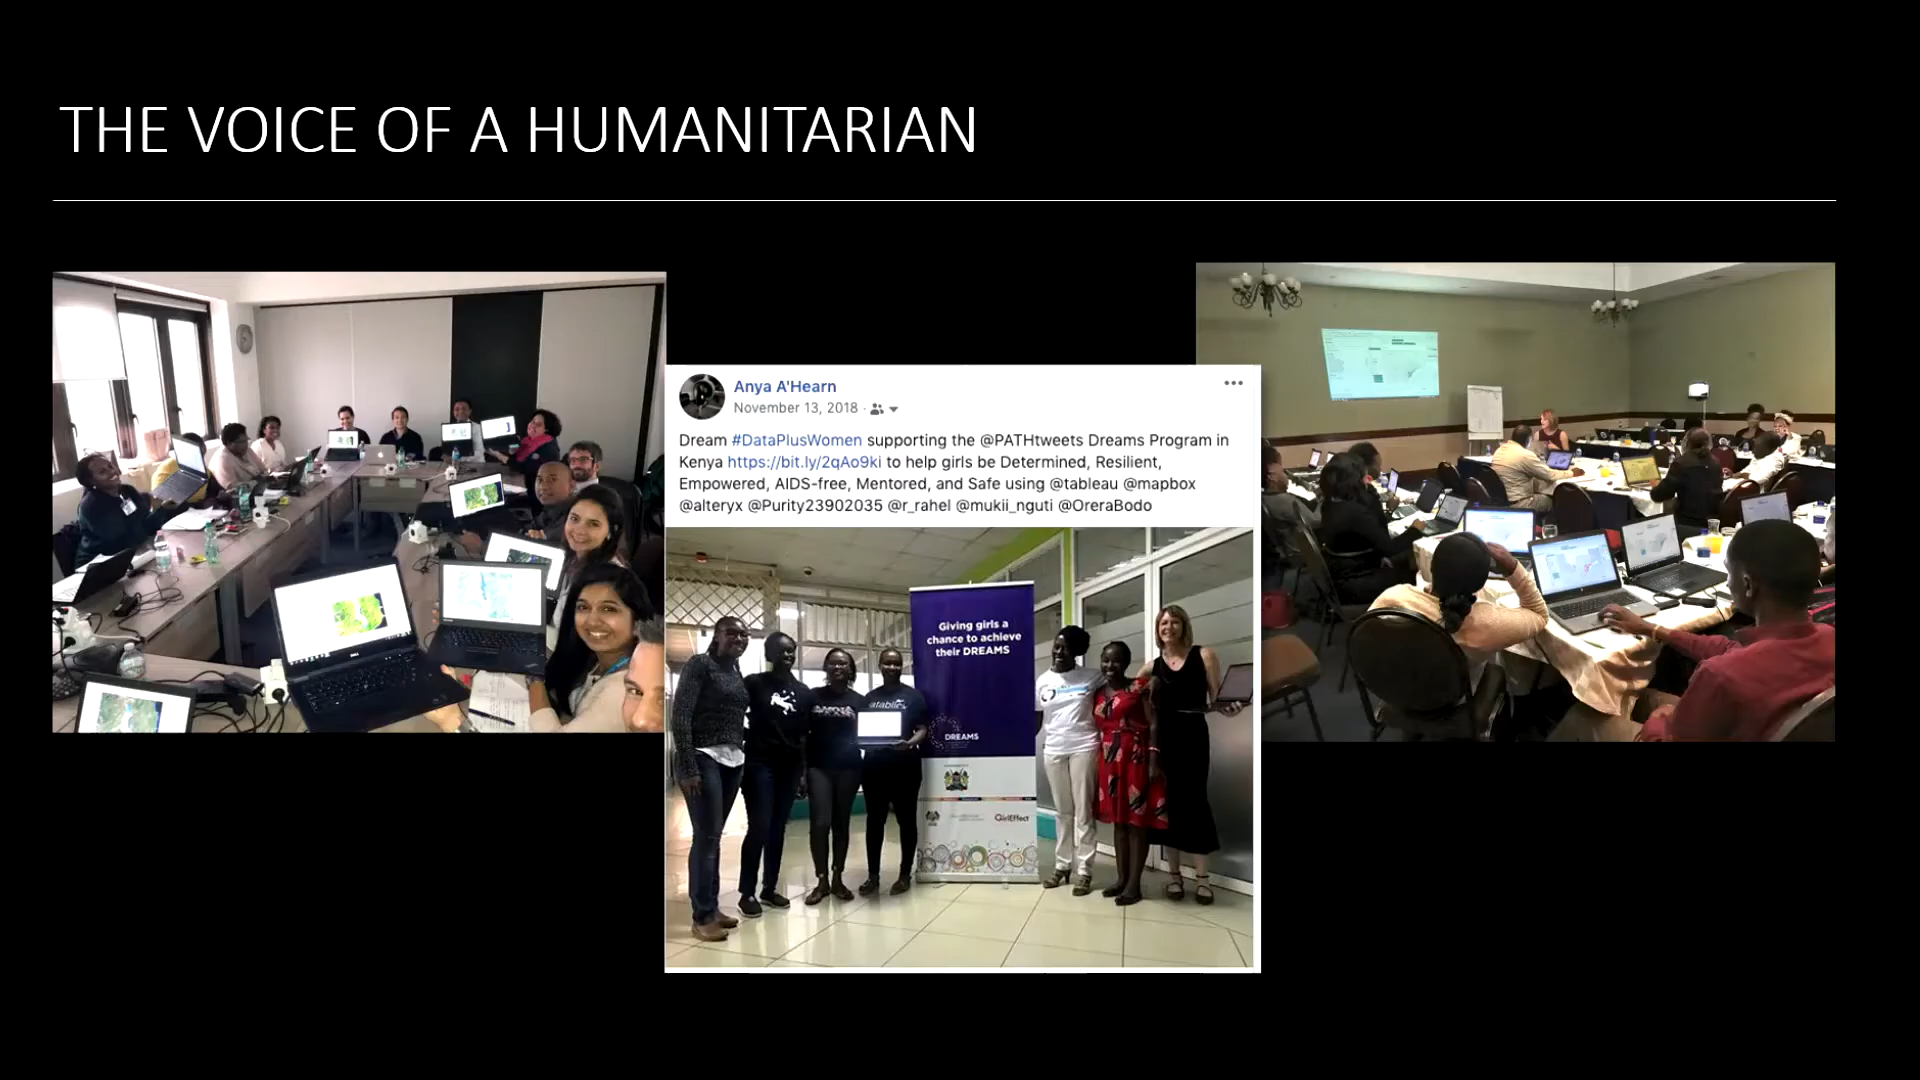 THE VOICE OF A HUMANITARIAN
Anya A'Hearn
November 13, 2018
Dream #DataPlusWomen supporting the @PATHtweets Dreams Program in
Kenya https://bit.ly/2qAo9ki to help girls be Determined, Resilient,
Empowered, AIDS-free, Mentored, and Safe using @tableau @mapbox
@alteryx @Purity23902035 @r_rahel @mukii_nguti @OreraBodo
Giving girls a
chance to achieve
their DREAMS
DREAMS
GirlEffect
DELL